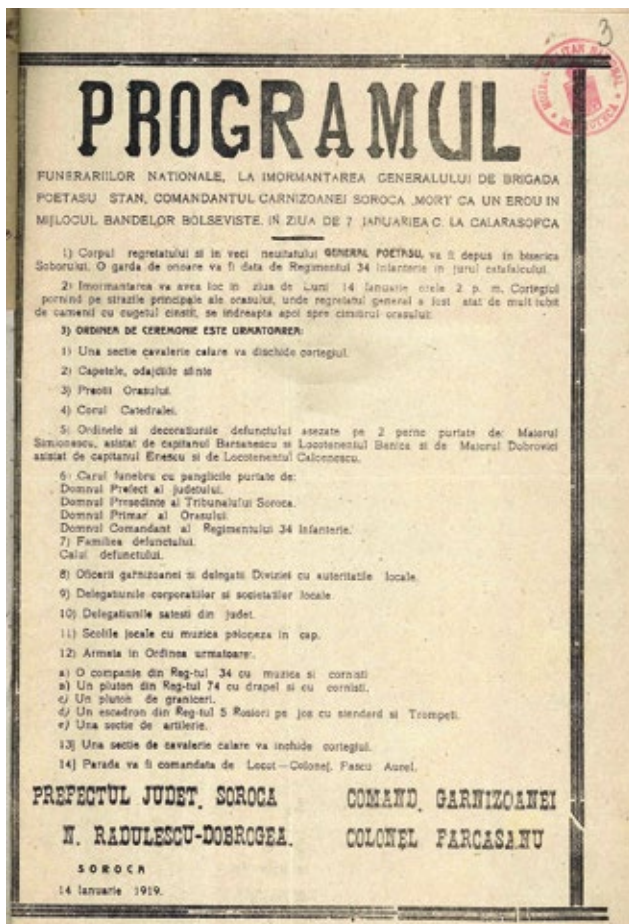 3
PROGRAMUL
FUNERARIILOR NATIONALE, LA IMORMANTAREA GENERALULUI DE BRIGADA
POETASU STAN, COMANDANTUL CARNIZOANEI SOROCA ,MORT CA UN EROU IN
MIJLOCUL BANDELOR BOLSEVISTE. IN ZIUA DE 7 IANUARIE A C. LA CALARASOFCA
1) Corpul regretatului si in veci neuitatului GENERAL POETASU, va fi depus in biserica
Soborului. O garda de onoare va fi data de Regimentul 34 Infanterie in jurul catafalcului.
2) Imormantarea va avea loc in ziua de Luni 14 Ianuarie orele 2 p. m. Cortegiul
pornind pe strazile principale ale orasului, unde regretatul general a fost atat de mult iubit
de oameni cu cugetul cinstit, se indreapta apoi spre cimitirul orasului:
3) ORDINEA DE CEREMONIE ESTE URMATOAREA:
1) Una sectie cavalerie calare va dischide cortegiul.
2) Capetele, odajdiile sfinte
3) Preotii Orasului.
4) Corul Catedralei.
5) Ordinele si decoratiunile defunctului asezate pe 2 perne purtate de: Maiorul
Simionescu, asistat de capitanul Barsanescu si Locotenentul Banica si de Maiorul Dobrovici
asistat de capitanul Enescu si de Locotenentul Calcenescu.
6) Carul funebru cu panglicile purtate de:
Domnul Prefect al judetului.
Domnul Presedinte al Tribunalului Soroca.
Domnul Primar al Orasului.
Domnul Comandant al Regimentului 34 Infanterie.
7) Familiea defunctului.
Calul defunctului.
8) Oficerii garnizoanei si delegatii Diviziei cu autoritatile locale.
9) Delegatiunile corporatiilor si societatilor locale.
10) Delegatiunile satesti din judet.
11) Scolile locale cu muzica poloneza in cap.
12) Armata in Ordinea urmatoare:
a) O companie din Reg-tul 34 cu muzica si cornisti
b) Un pluton din Reg-tul 74 cu drapel si cu cornisti.
c) Un pluton de graniceri.
d) Un escadron din Reg-tul 5 Rosiori pe jos cu standard si Trompeti.
e) Una sectie de artilerie.
13) Una sectie de cavalerie calare va inchide cortegiul.
14) Parada va fi comandata de Locot—Colonel. Pascu Aurel.
PREFECTUL JUDET. SOROCA COMAND. GARNIZOANEI
N. RADULESCU-DOBROGEA. COLONEL FARCASANU
SOROCA
14 Ianuarie 1919.